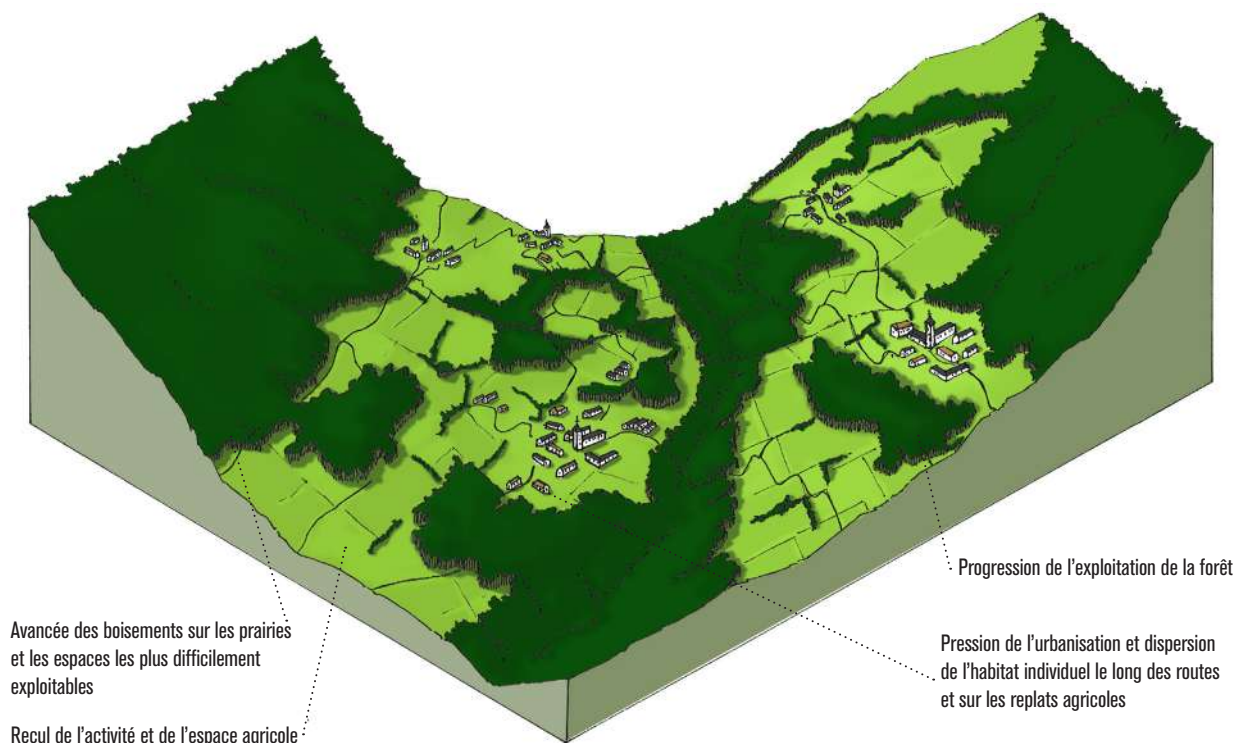 Avancée des boisements sur les prairies
et les espaces les plus difficilement
exploitables
Recul de l’activité et de l’espace agricole
Progression de l’exploitation de la forêt
Pression de l’urbanisation et dispersion
de l’habitat individuel le long des routes
et sur les replats agricoles